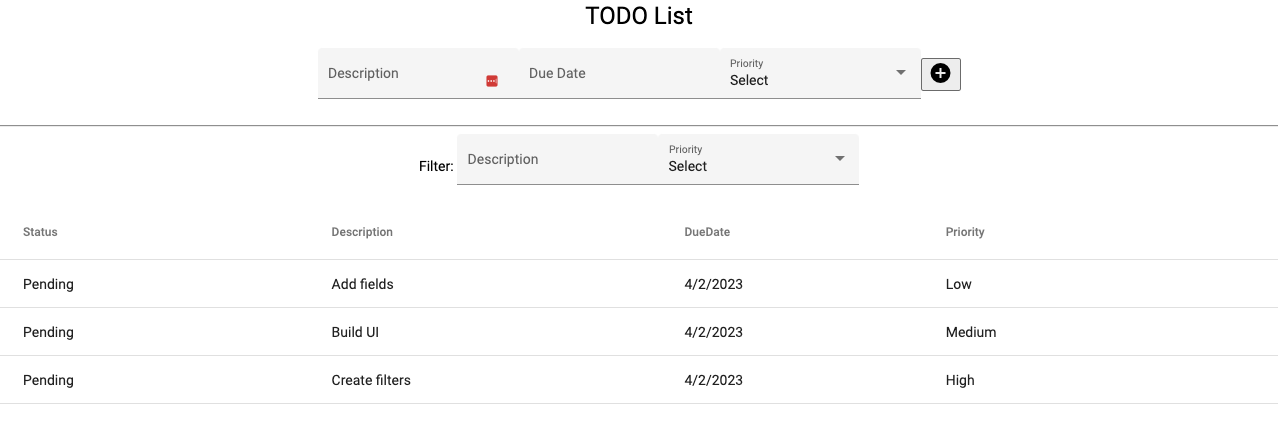 TODO List
Description Due Date Priority Select
Filter: Description Priority Select
Status Description DueDate Priority
Pending Add fields 4/2/2023 Low
Pending Build UI 4/2/2023 Medium
Pending Create filters 4/2/2023 High